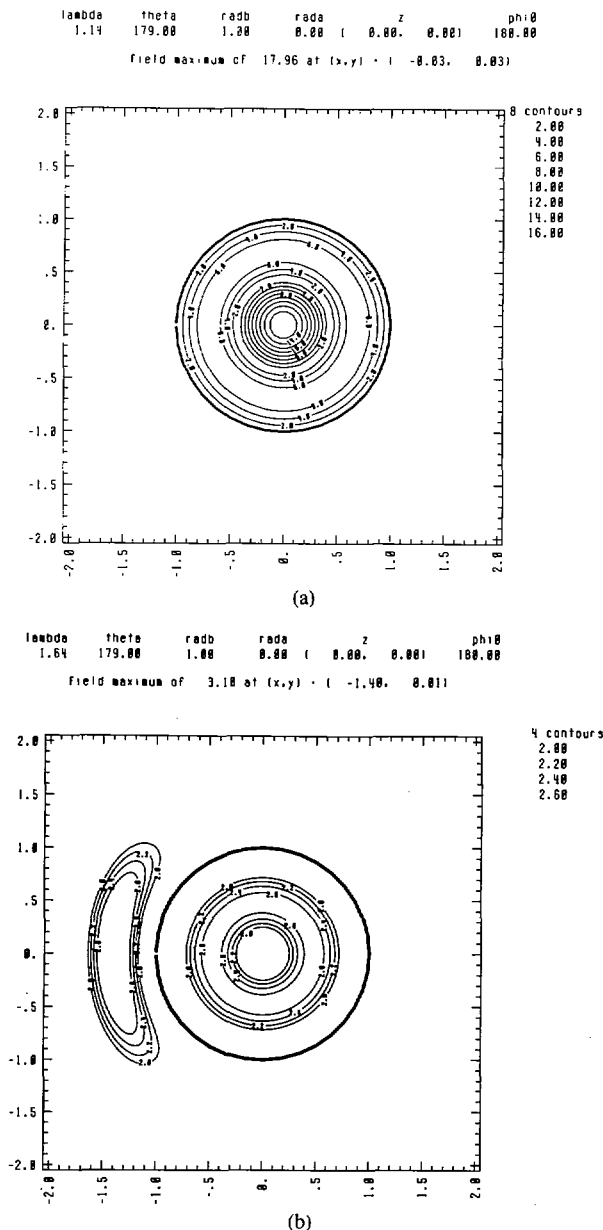 lambda theta radb rada z phi0
1.14 179.00 1.00 0.00 ( 0.00, 0.00) 180.00
Field maximum of 17.96 at (x,y) - ( -0.03, 0.03)
8 contours
2.00
4.00
6.00
8.00
10.00
12.00
14.00
16.00
2.0
1.5
1.0
.5
0.
-.5
-1.0
-1.5
-2.0
-2.0 -1.5 -1.0 -.5 0. .5 1.0 1.5 2.0
(a)
lambda theta radb rada z phi0
1.64 179.00 1.00 0.00 ( 0.00, 0.00) 180.00
Field maximum of 3.10 at (x,y) - ( -1.40, 0.01)
4 contours
2.00
2.20
2.40
2.60
2.0
1.5
1.0
.5
0.
-.5
-1.0
-1.5
-2.0
-2.0 -1.5 -1.0 -.5 0. .5 1.0 1.5 2.0
(b)